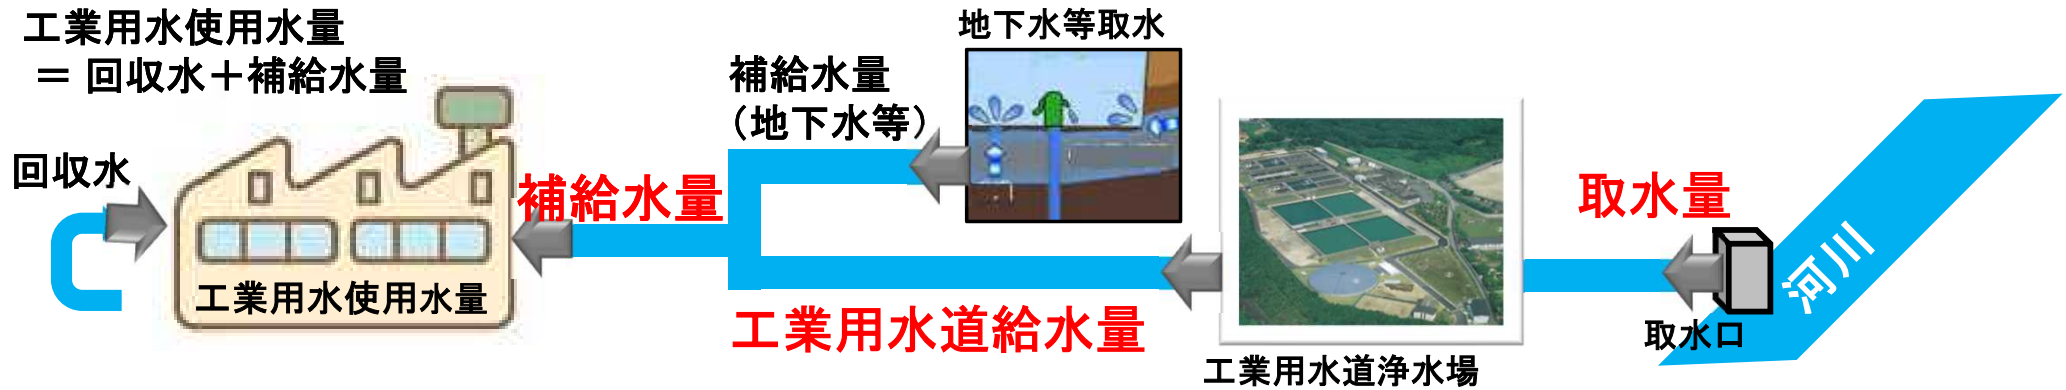 工業用水使用水量
＝ 回収水＋補給水量
回収水
工業用水使用水量
補給水量
補給水量
（地下水等）
地下水等取水
工業用水道給水量
工業用水道浄水場
取水量
取水口
河川